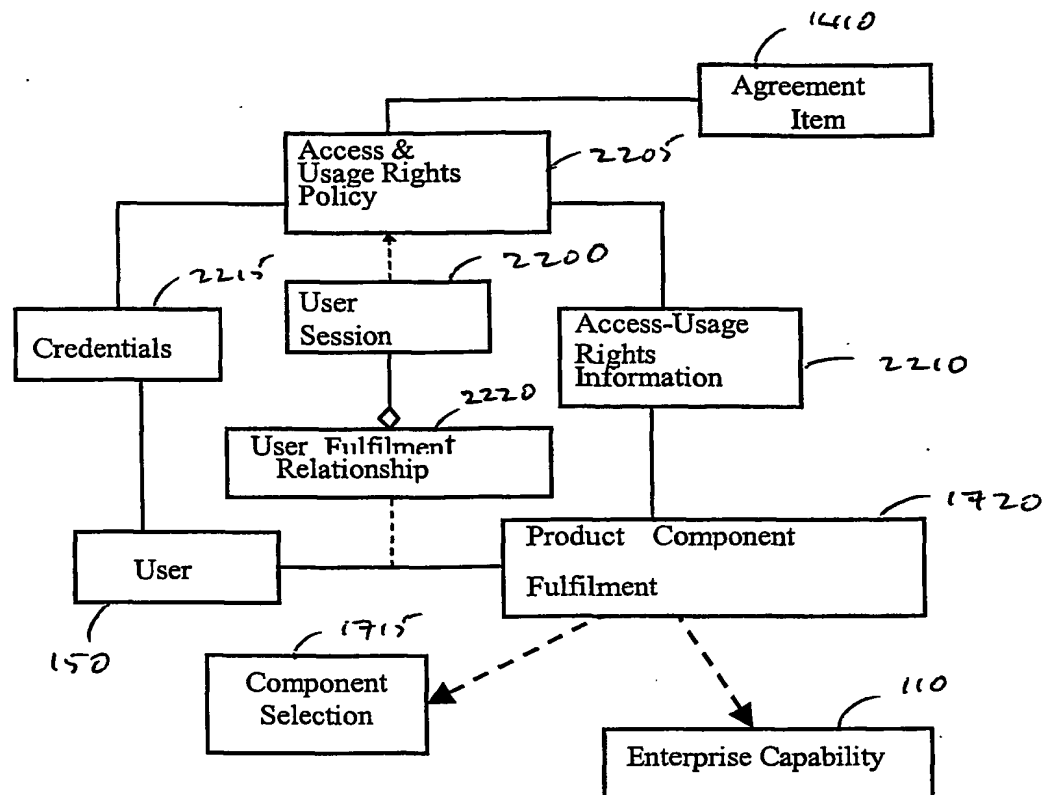 1410
Agreement
Item
Access &
Usage Rights
Policy
2205
2200
2215
User
Session
Access-Usage
Rights
Information
Credentials
2210
2220
User Fulfilment
Relationship
1720
Product Component
Fulfilment
User
150
1715
Component
Selection
110
Enterprise Capability